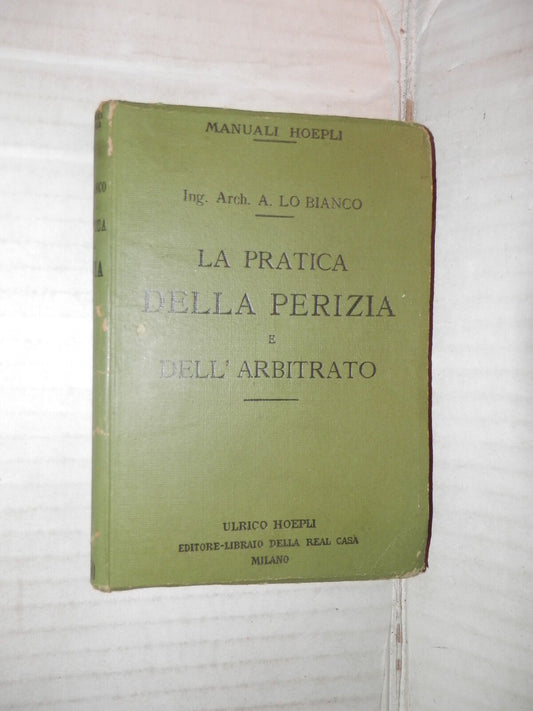 MANUALI HOEPLI
Ing. Arch. A. LO BIANCO
LA PRATICA
DELLA PERIZIA
E
DELL'ARBITRATO
ULRICO HOEPLI
EDITORE-LIBRAIO DELLA REAL CASA
MILANO